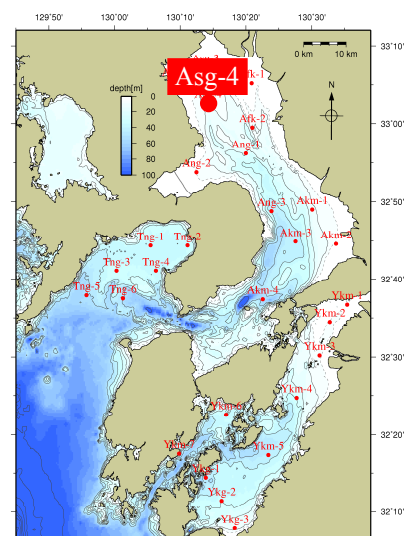 129˚50' 130˚00' 130˚10' 130˚20' 130˚30'
32˚10'
32˚20'
32˚30'
32˚40'
32˚50'
33˚00'
33˚10'
0 km 10 km
N
depth[m]
0
20
40
60
80
100
Asg-4
Afk-1
Afk-2
Ang-1
Ang-2
Ang-3
Akm-1
Akm-3
Akm-4
Tng-1
Tng-2
Tng-3
Tng-4
Tng-5
Tng-6
Ykm-1
Ykm-2
Ykm-3
Ykm-4
Ykm-5
Ykm-6
Ykm-7
Ykg-2
Ykg-3